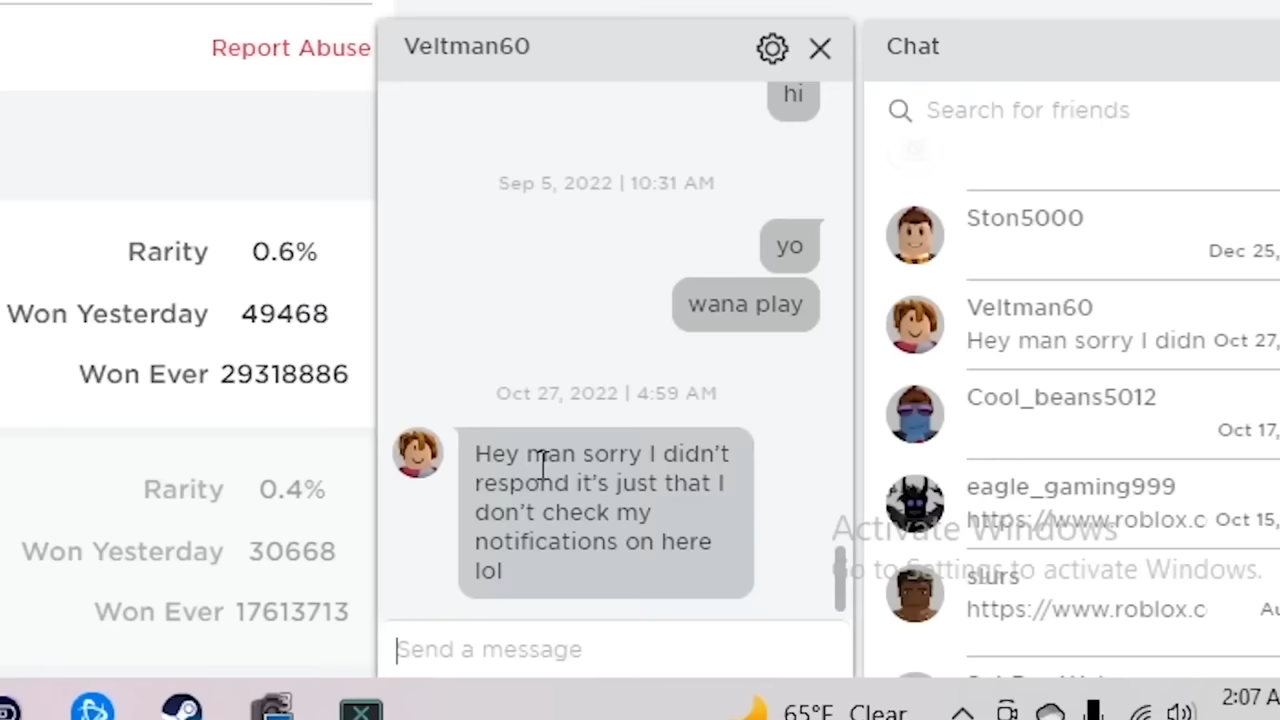 Report Abuse
Rarity 0.6%
Won Yesterday 49468
Won Ever 29318886
Rarity 0.4%
Won Yesterday 30668
Won Ever 17613713
Veltman60
hi
Sep 5, 2022 | 10:31 AM
yo
wana play
Oct 27, 2022 | 4:59 AM
Hey man sorry I didn't
respond it's just that I
don't check my
notifications on here
lol
Send a message
Chat
Search for friends
Ston5000
Dec 25,
Veltman60
Hey man sorry I didn Oct 27,
Cool_beans5012
Oct 17,
eagle_gaming999
https://www.roblox.c Oct 15,
Activate Windows
Go to Settings to activate Windows.
slurs
https://www.roblox.c Au
65°F Clear
2:07 A